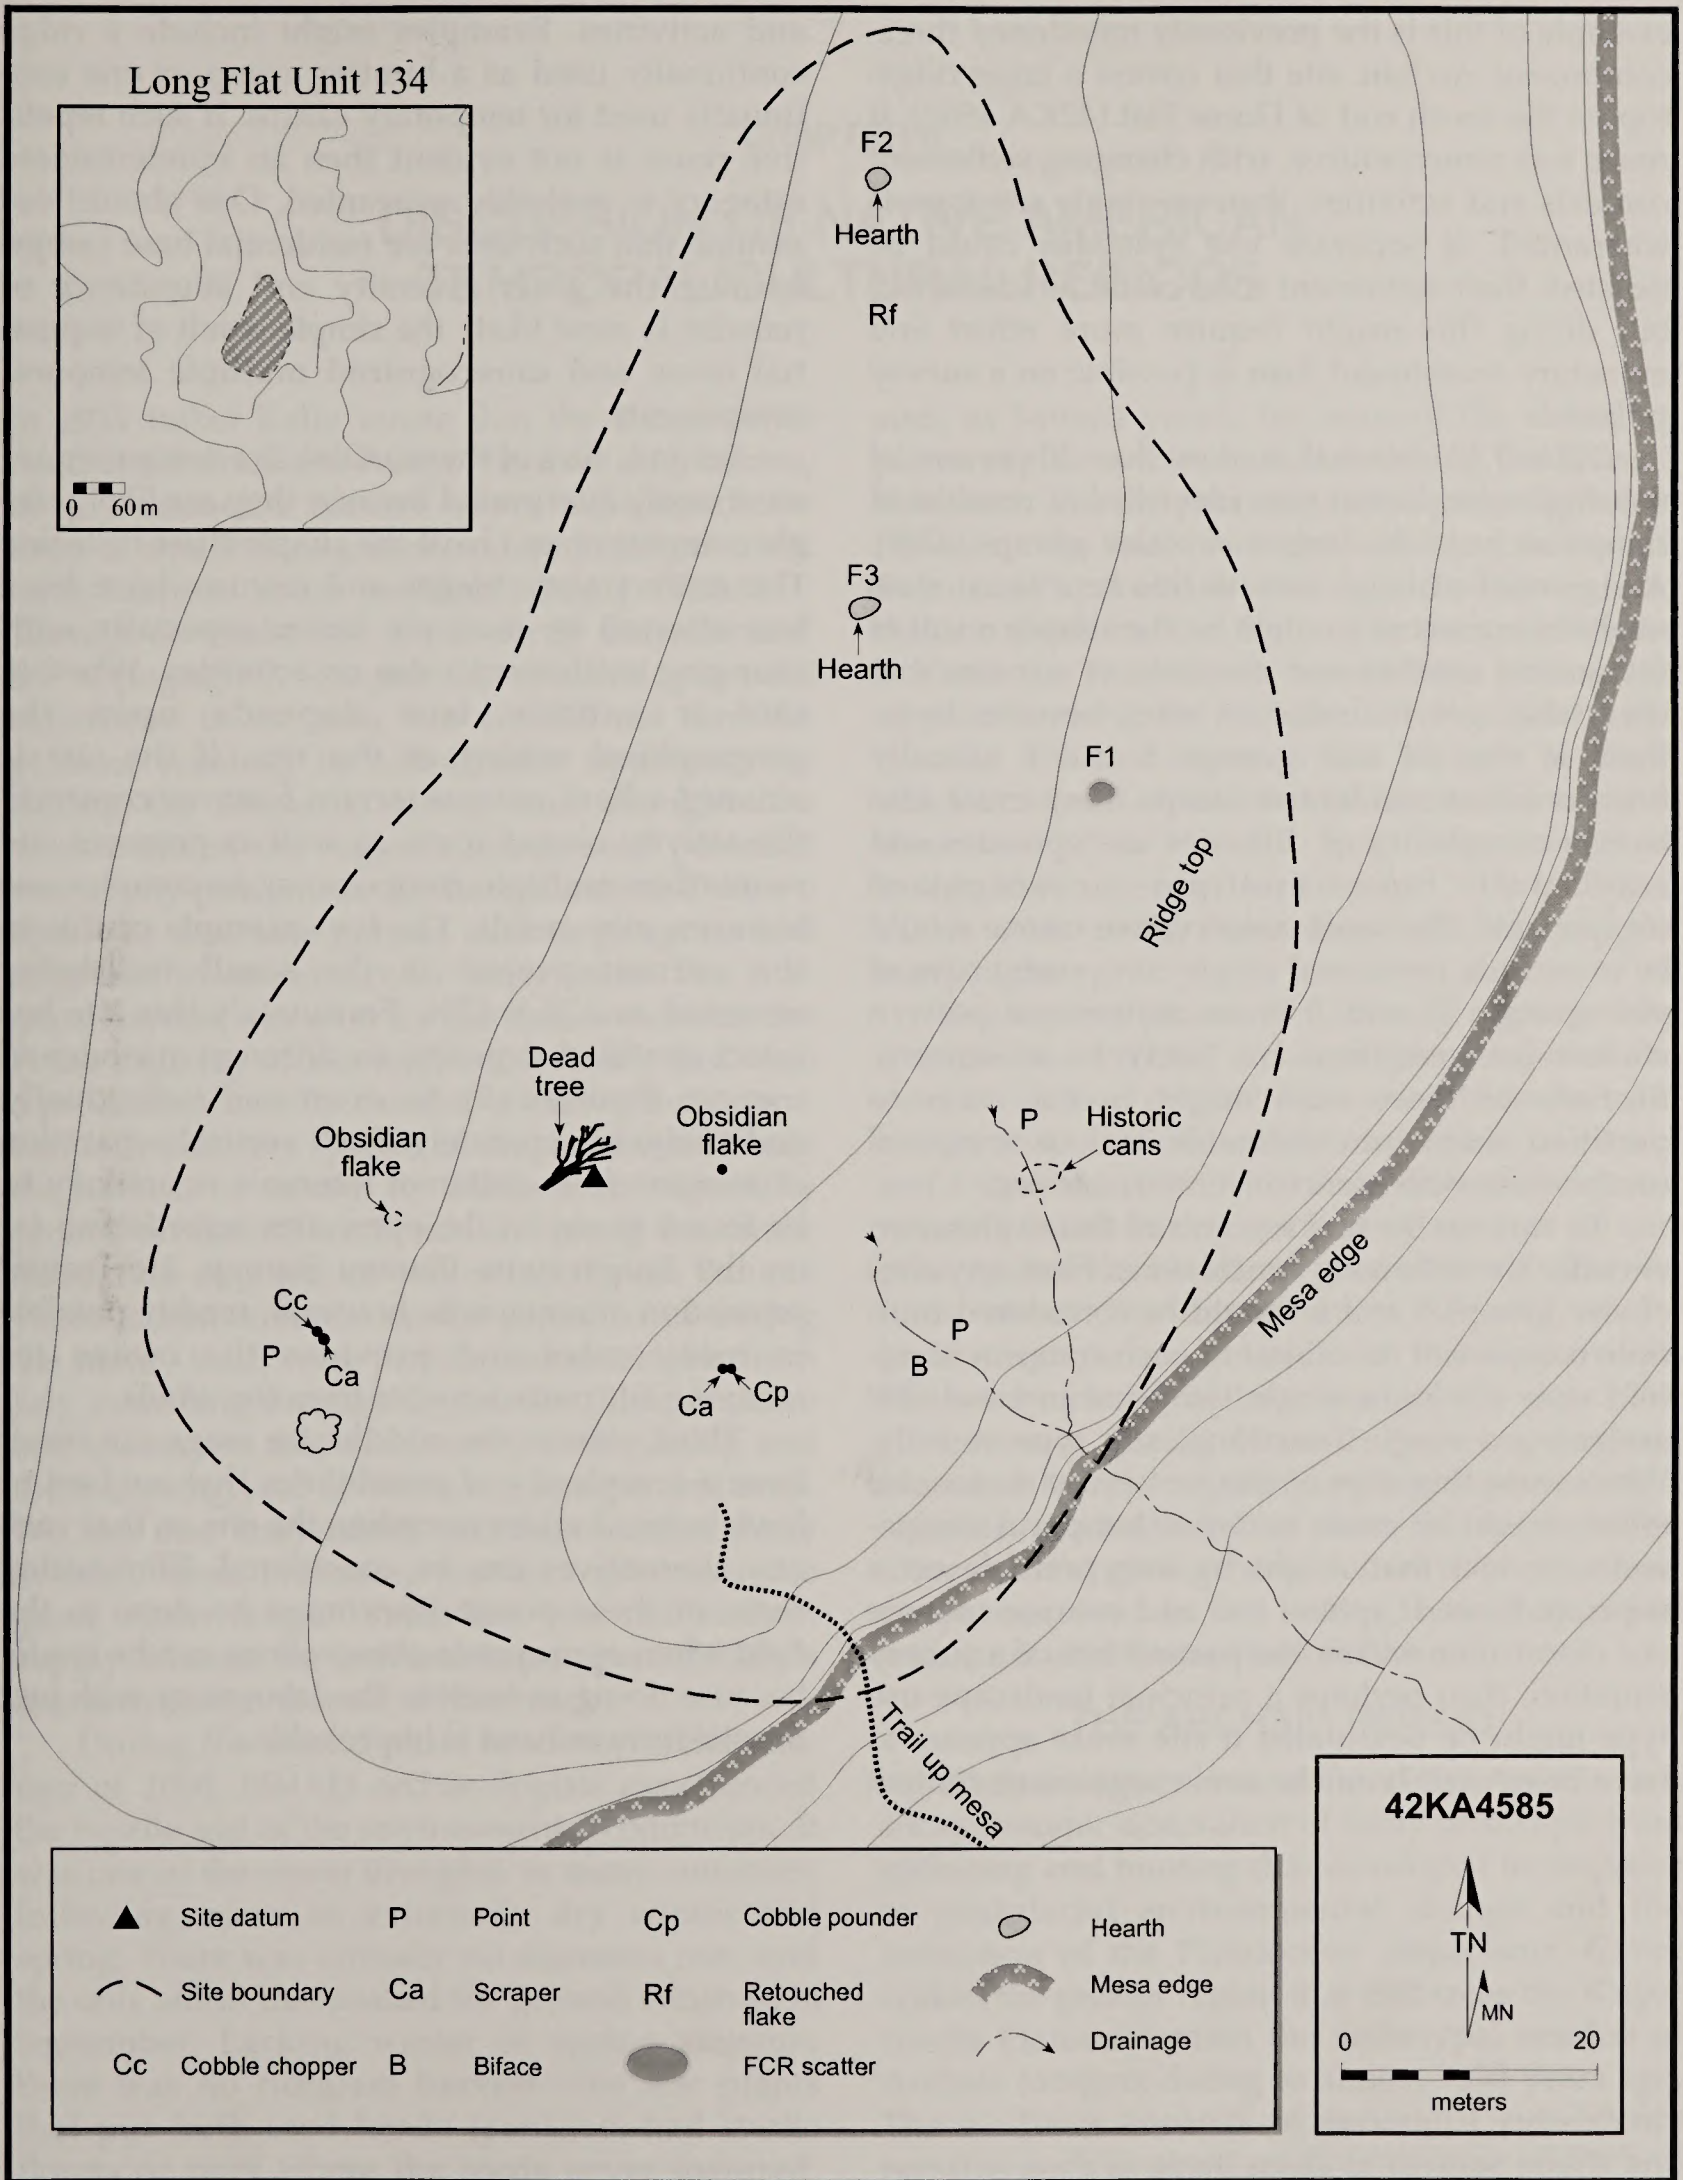 Long Flat Unit 134
0 60 m
F2
Hearth
Rf
F3
Hearth
F1
Ridge top
Dead
tree
Obsidian
flake
Obsidian
flake
P
Historic
cans
Mesa edge
Cc
P
Ca
P
B
Ca
Cp
Trail up mesa
Site datum
P Point
Cp Cobble pounder
Hearth
Site boundary
Ca Scraper
Rf Retouched
flake
Mesa edge
Cc Cobble chopper
B Biface
FCR scatter
Drainage
42KA4585
TN
MN
0 20
meters